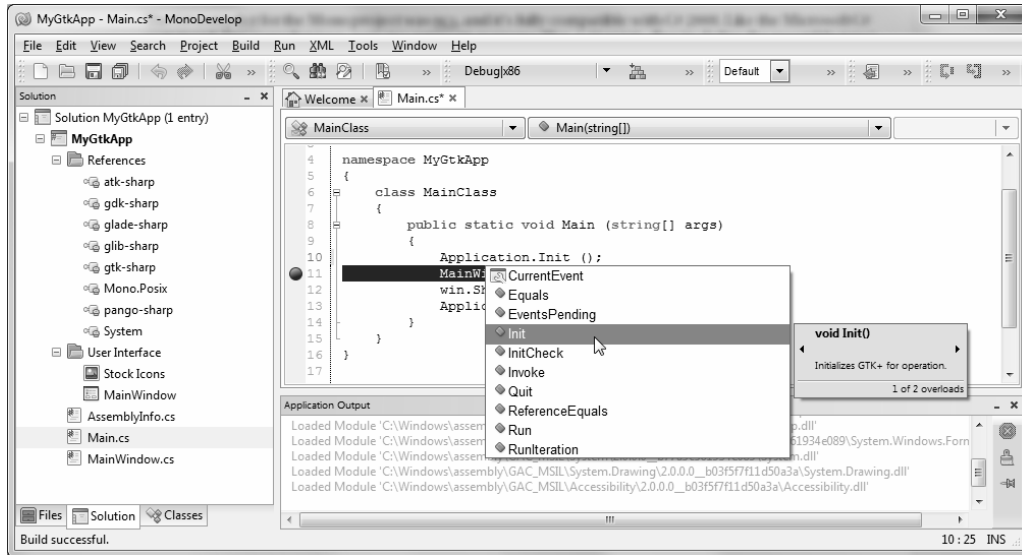 MyGtkApp - Main.cs* - MonoDevelop
File Edit View Search Project Build Run XML Tools Window Help
Debug|x86
Default
Solution
Welcome
Main.cs*
MainClass
Main(string[])
Solution MyGtkApp (1 entry)
MyGtkApp
References
atk-sharp
gdk-sharp
glade-sharp
glib-sharp
gtk-sharp
Mono.Posix
pango-sharp
System
User Interface
Stock Icons
MainWindow
AssemblyInfo.cs
Main.cs
MainWindow.cs
4 namespace MyGtkApp
5 {
6 class MainClass
7 {
8 public static void Main (string[] args)
9 {
10 Application.Init ();
11 MainWi
12 win.Sh
13 Applic
14 }
15 }
16 }
17
CurrentEvent
Equals
EventsPending
Init
InitCheck
Invoke
Quit
ReferenceEquals
Run
RunIteration
void Init()
Initializes GTK+ for operation.
1 of 2 overloads
Application Output
Loaded Module 'C:\Windows\assem p.dll'
Loaded Module 'C:\Windows\assem 61934e089\System.Windows.Forn
Loaded Module 'C:\Windows\assembly\GAC_MSIL\System.Drawing\2.0.0.0__b03f5f7f11d50a3a\System.Drawing.dll'
Loaded Module 'C:\Windows\assembly\GAC_MSIL\Accessibility\2.0.0.0__b03f5f7f11d50a3a\Accessibility.dll'
Files Solution Classes
Build successful.
10 : 25 INS